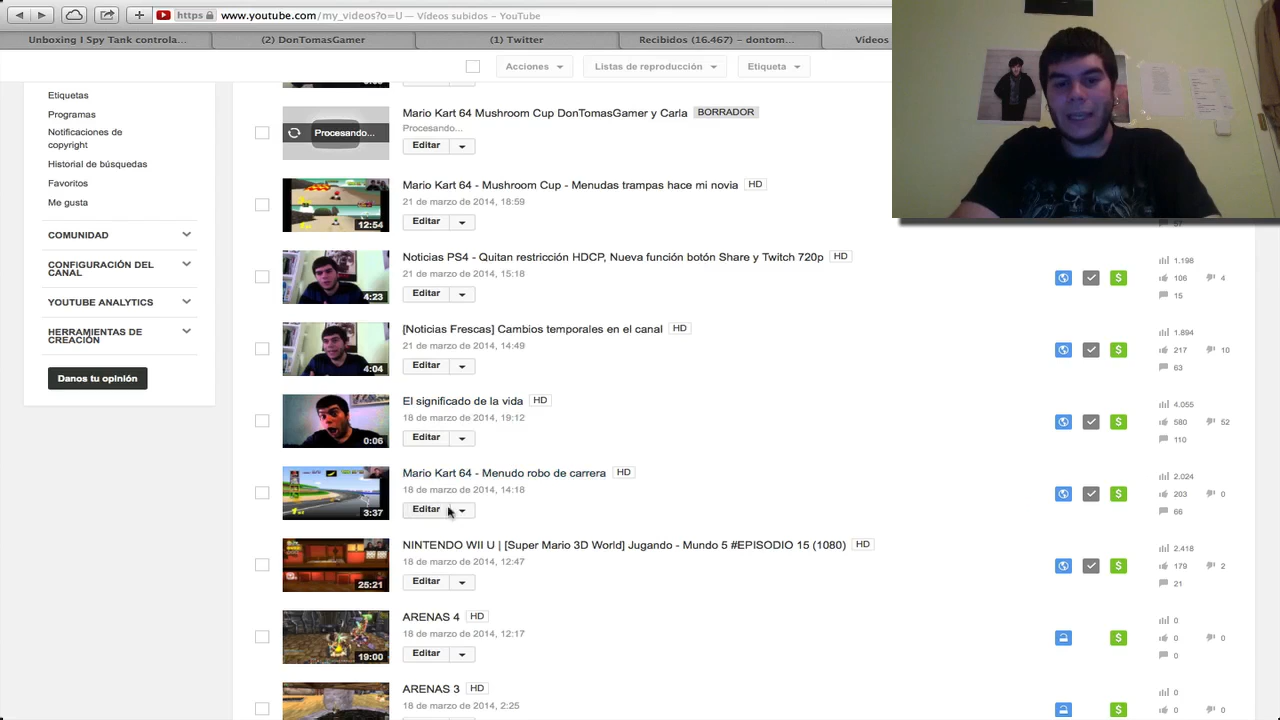 https www.youtube.com/my_videos?o=U — Vídeos subidos – YouTube
Unboxing I Spy Tank controla...
(2) DonTomasGamer
(1) Twitter
Recibidos (16.467) – dontom...
Vídeos
Acciones
Listas de reproducción
Etiqueta
Etiquetas
Programas
Notificaciones de
copyright
Historial de búsquedas
Favoritos
Me gusta
COMUNIDAD
CONFIGURACIÓN DEL
CANAL
YOUTUBE ANALYTICS
HERRAMIENTAS DE
CREACIÓN
Danos tu opinión
Procesando...
Mario Kart 64 Mushroom Cup DonTomasGamer y Carla BORRADOR
Procesando...
Editar
12:54
Mario Kart 64 - Mushroom Cup - Menudas trampas hace mi novia HD
21 de marzo de 2014, 18:59
Editar
4:23
Noticias PS4 - Quitan restricción HDCP, Nueva función botón Share y Twitch 720p HD
21 de marzo de 2014, 15:18
Editar
1.198
106 4
15
4:04
[Noticias Frescas] Cambios temporales en el canal HD
21 de marzo de 2014, 14:49
Editar
1.894
217 10
63
0:06
El significado de la vida HD
18 de marzo de 2014, 19:12
Editar
4.055
580 52
110
3:37
Mario Kart 64 - Menudo robo de carrera HD
18 de marzo de 2014, 14:18
Editar
2.024
203 0
66
25:21
NINTENDO WII U | [Super Mario 3D World] Jugando - Mundo #EPISODIO 15 (1080) HD
18 de marzo de 2014, 12:47
Editar
2.418
179 2
21
19:00
ARENAS 4 HD
18 de marzo de 2014, 12:17
Editar
0
0 0
0
ARENAS 3 HD
18 de marzo de 2014, 2:25
0
0 0